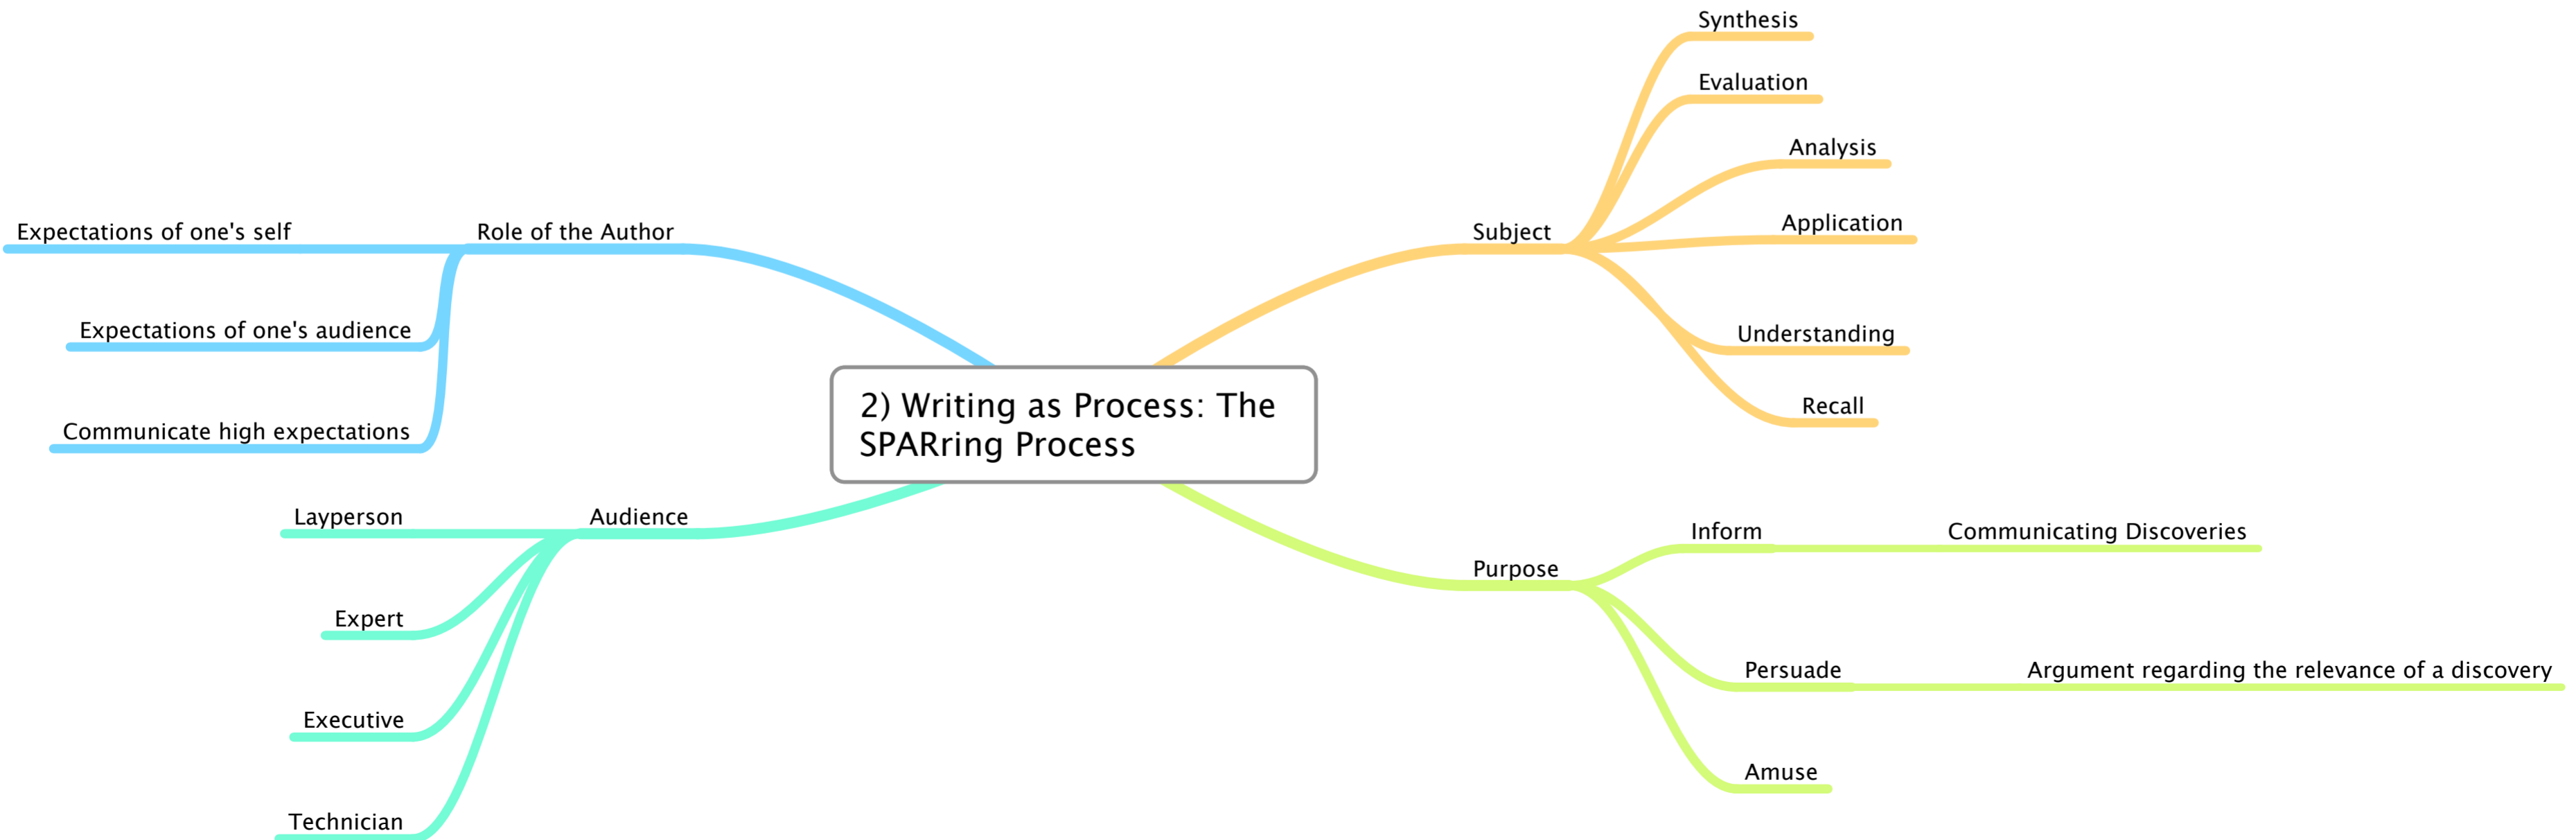 2) Writing as Process: The
SPARring Process
Subject
Synthesis
Evaluation
Analysis
Application
Understanding
Recall
Purpose
Inform
Communicating Discoveries
Persuade
Argument regarding the relevance of a discovery
Amuse
Audience
Layperson
Expert
Executive
Technician
Role of the Author
Expectations of one's self
Expectations of one's audience
Communicate high expectations